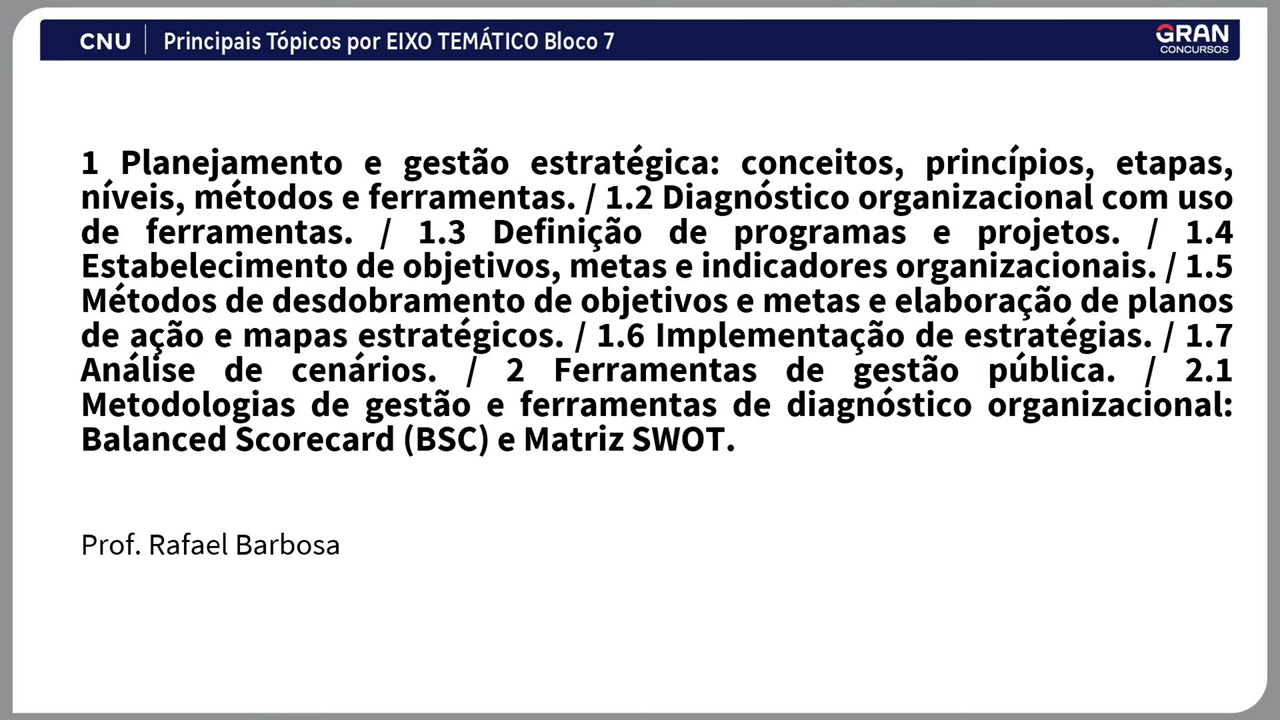 CNU | Principais Tópicos por EIXO TEMÁTICO Bloco 7
GRAN
CONCURSOS
1 Planejamento e gestão estratégica: conceitos, princípios, etapas,
níveis, métodos e ferramentas. / 1.2 Diagnóstico organizacional com uso
de ferramentas. / 1.3 Definição de programas e projetos. / 1.4
Estabelecimento de objetivos, metas e indicadores organizacionais. / 1.5
Métodos de desdobramento de objetivos e metas e elaboração de planos
de ação e mapas estratégicos. / 1.6 Implementação de estratégias. / 1.7
Análise de cenários. / 2 Ferramentas de gestão pública. / 2.1
Metodologias de gestão e ferramentas de diagnóstico organizacional:
Balanced Scorecard (BSC) e Matriz SWOT.
Prof. Rafael Barbosa